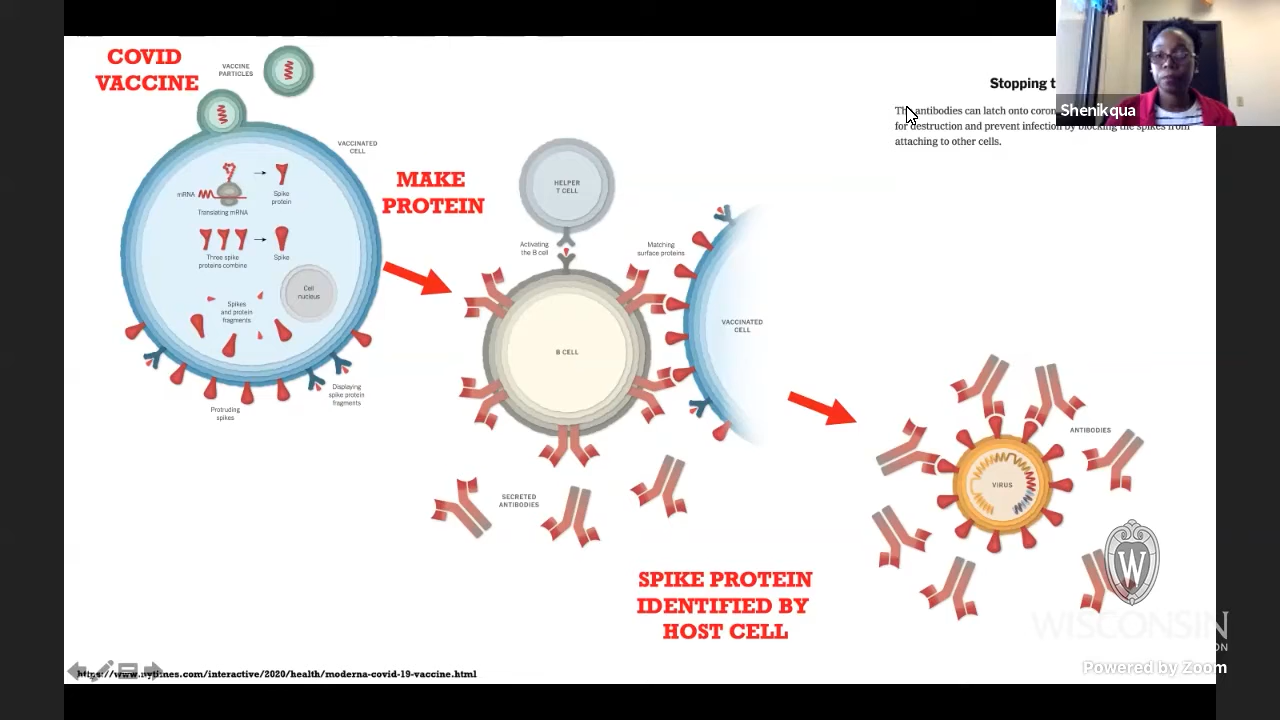 COVID
VACCINE
VACCINE
PARTICLES
VACCINATED
CELL
mRNA
Translating mRNA
Spike
protein
Three spike
proteins combine
Spike
Cell
nucleus
Spikes
and protein
fragments
Displaying
spike protein
fragments
Protruding
spikes
MAKE
PROTEIN
HELPER
T CELL
Activating
the B cell
Matching
surface proteins
B CELL
VACCINATED
CELL
SECRETED
ANTIBODIES
SPIKE PROTEIN
IDENTIFIED BY
HOST CELL
Stopping
Shenikqua
antibodies can latch onto
for destruction and prevent infection by blocking the spikes from
attaching to other cells.
ANTIBODIES
VIRUS
W
WISCONSIN
Powered by Zoom
https://www.nytimes.com/interactive/2020/health/moderna-covid-19-vaccine.html